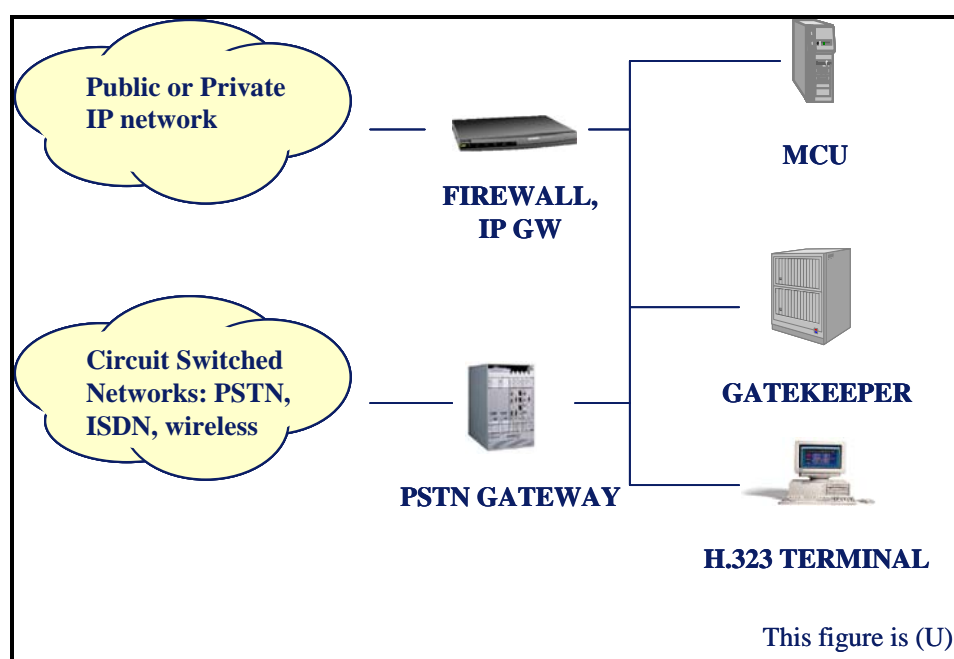 Public or Private
IP network
FIREWALL,
IP GW
MCU
Circuit Switched
Networks: PSTN,
ISDN, wireless
PSTN GATEWAY
GATEKEEPER
H.323 TERMINAL
This figure is (U)